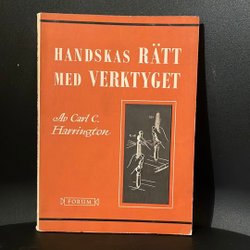 HANDSKAS RÄTT
MED VERKTYGET
Av Carl C.
Harrington
FORUM